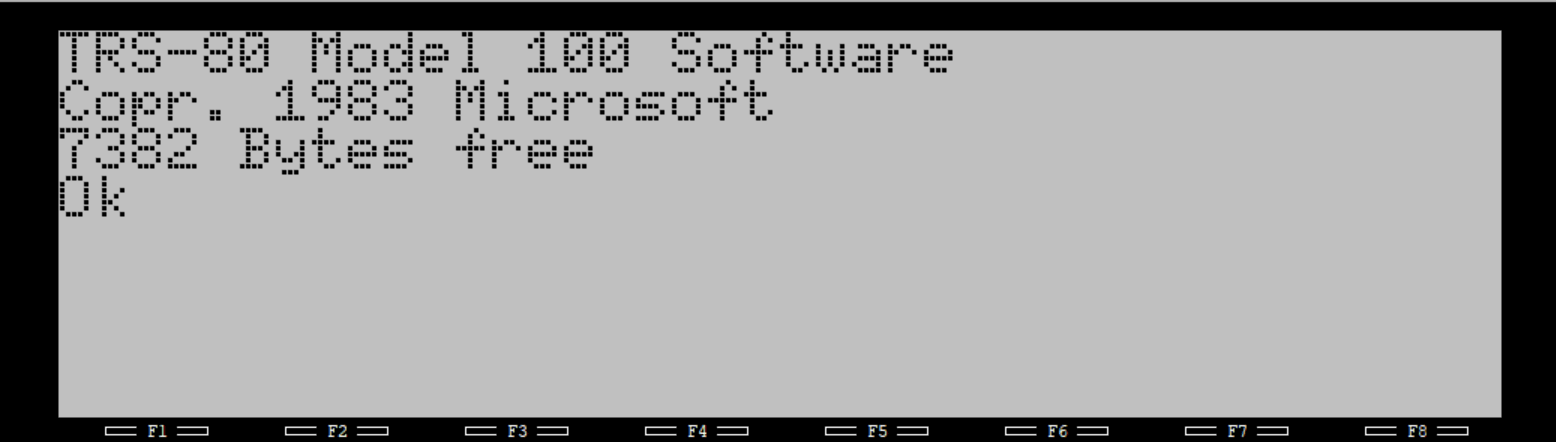 TRS-80 Model 100 Software
Copr. 1983 Microsoft
7382 Bytes free
Ok
F1 F2 F3 F4 F5 F6 F7 F8